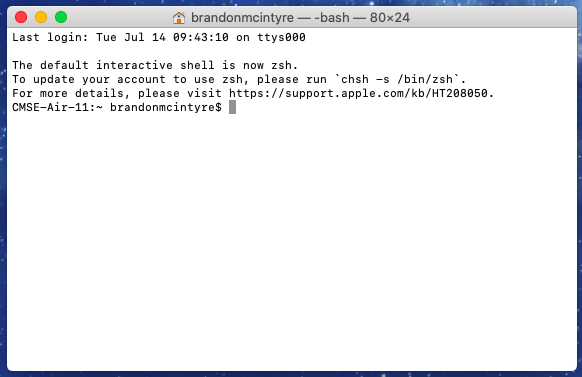 brandonmcintyre — -bash — 80×24
Last login: Tue Jul 14 09:43:10 on ttys000
The default interactive shell is now zsh.
To update your account to use zsh, please run `chsh -s /bin/zsh`.
For more details, please visit https://support.apple.com/kb/HT208050.
CMSE-Air-11:~ brandonmcintyre$